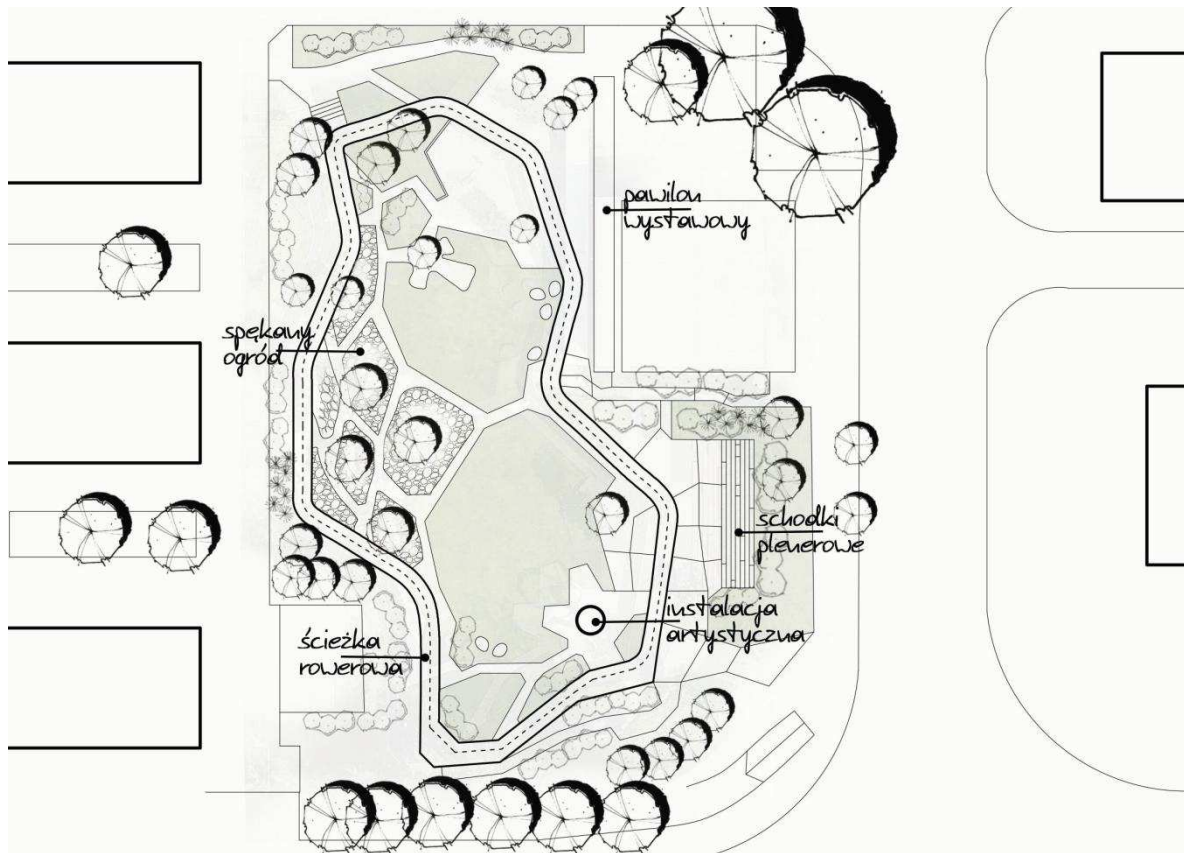 pawilon
wystawowy
spękany
ogród
schodki
plenerowe
instalacja
artystyczna
ścieżka
rowerowa